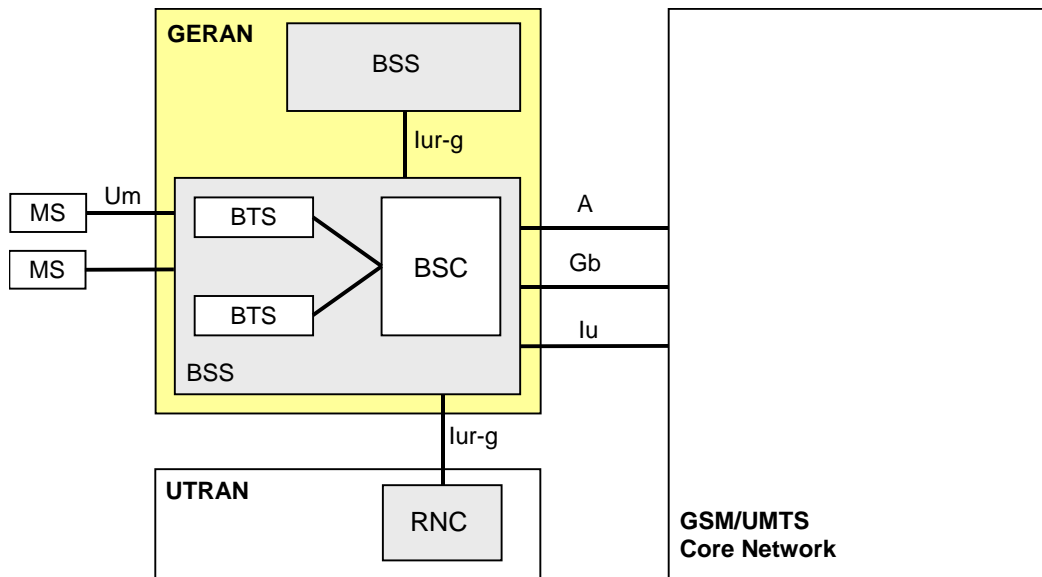 GERAN
BSS
Iur-g
Um
MS
MS
BTS
BTS
BSC
BSS
A
Gb
Iu
Iur-g
UTRAN
RNC
GSM/UMTS
Core Network